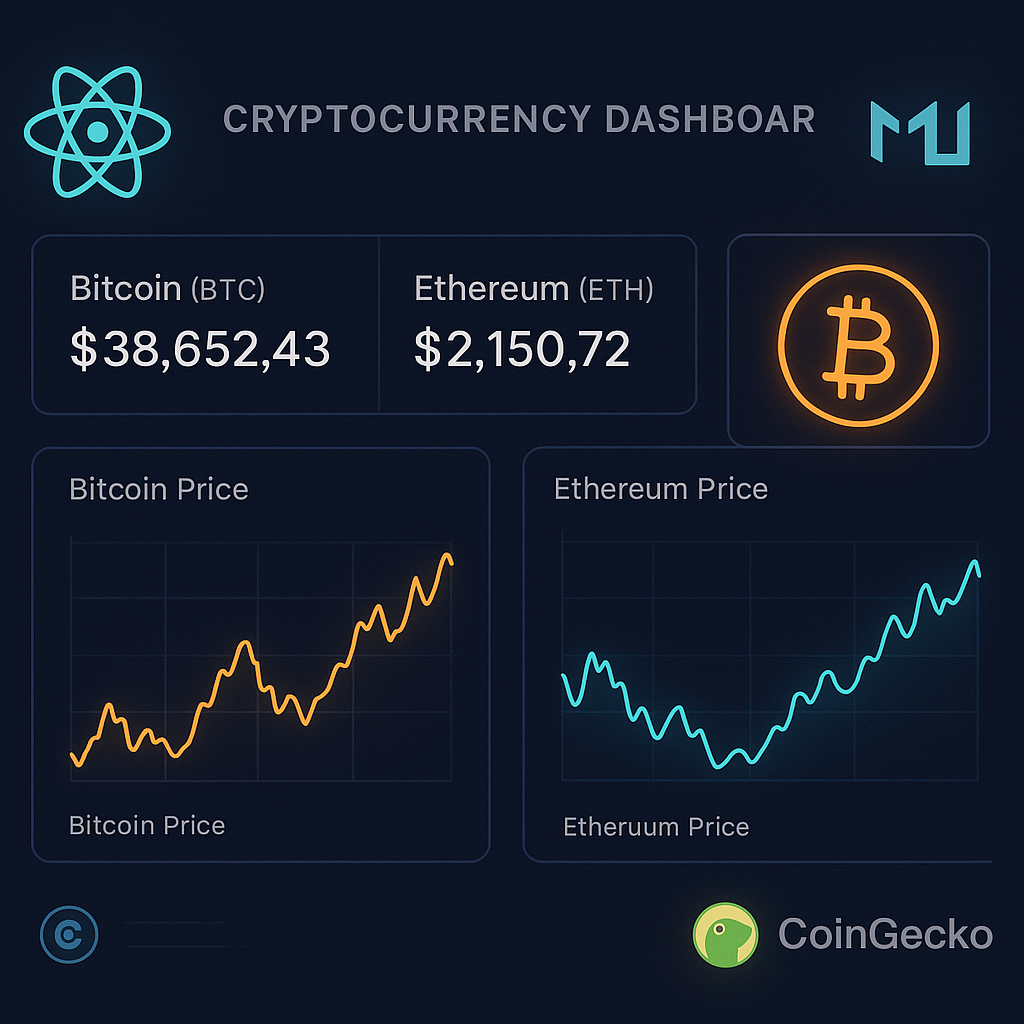 CRYPTOCURRENCY DASHBOAR
Bitcoin (BTC)
$38,652,43
Ethereum (ETH)
$2,150,72
Bitcoin Price
Ethereum Price
Bitcoin Price
Etheruum Price
CoinGecko